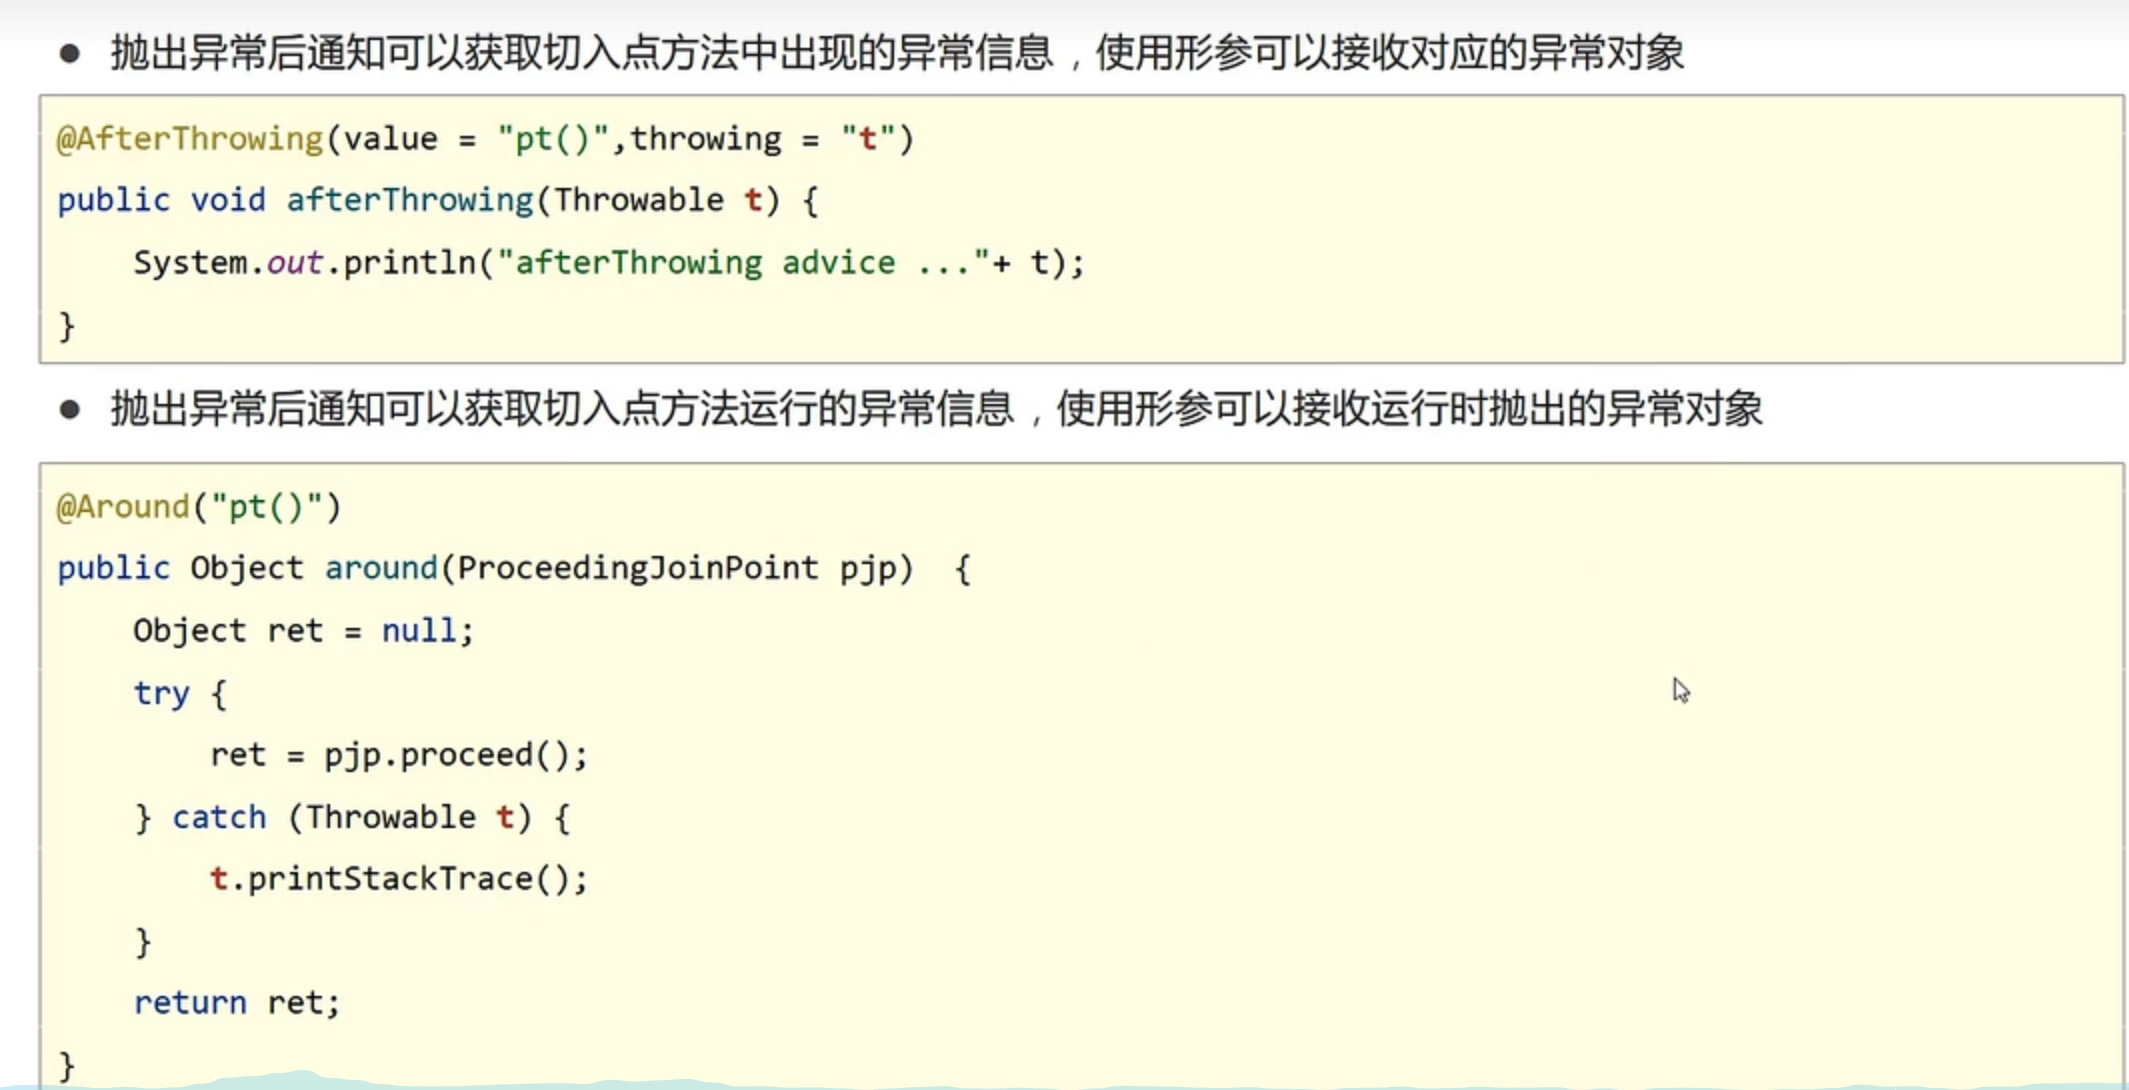 ● 抛出异常后通知可以获取切入点方法中出现的异常信息，使用形参可以接收对应的异常对象
@AfterThrowing(value = "pt()",throwing = "t")
public void afterThrowing(Throwable t) {
    System.out.println("afterThrowing advice ..."+ t);
}
● 抛出异常后通知可以获取切入点方法运行的异常信息，使用形参可以接收运行时抛出的异常对象
@Around("pt()")
public Object around(ProceedingJoinPoint pjp)  {
    Object ret = null;
    try {
        ret = pjp.proceed();
    } catch (Throwable t) {
        t.printStackTrace();
    }
    return ret;
}